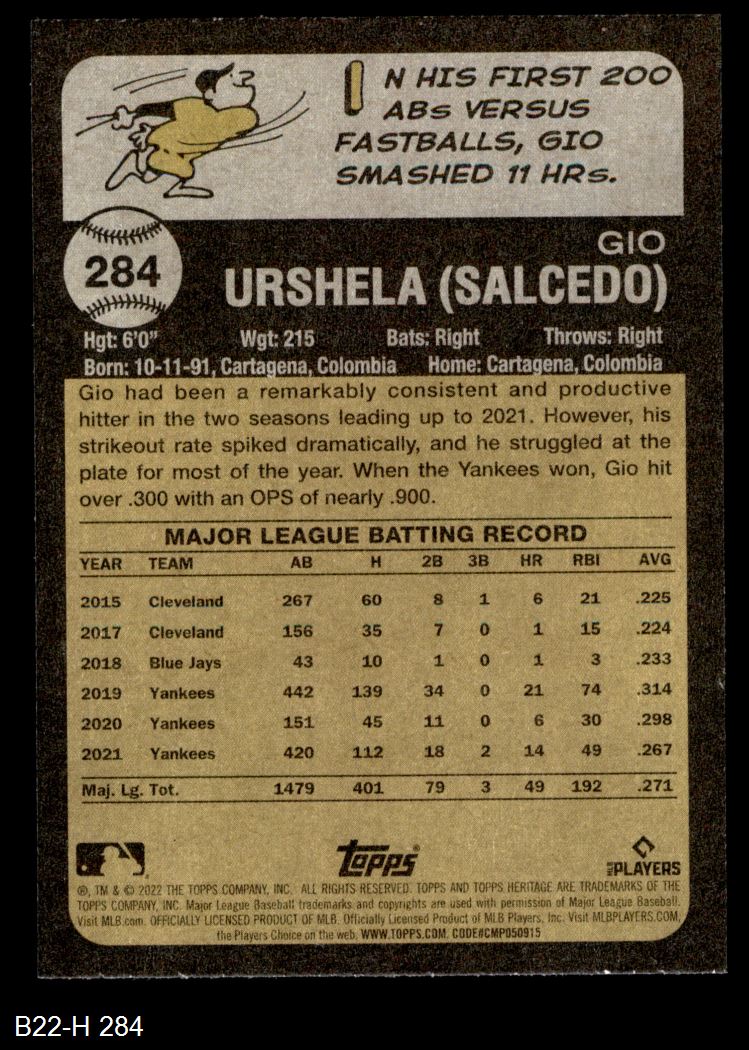 IN HIS FIRST 200
ABs VERSUS
FASTBALLS, GIO
SMASHED 11 HRs.
GIO
284
URSHELA (SALCEDO)
Hgt: 6'0" Wgt: 215 Bats: Right Throws: Right
Born: 10-11-91, Cartagena, Colombia Home: Cartagena, Colombia
Gio had been a remarkably consistent and productive
hitter in the two seasons leading up to 2021. However, his
strikeout rate spiked dramatically, and he struggled at the
plate for most of the year. When the Yankees won, Gio hit
over .300 with an OPS of nearly .900.
MAJOR LEAGUE BATTING RECORD
YEAR TEAM AB H 2B 3B HR RBI AVG
2015 Cleveland 267 60 8 1 6 21 .225
2017 Cleveland 156 35 7 0 1 15 .224
2018 Blue Jays 43 10 1 0 1 3 .233
2019 Yankees 442 139 34 0 21 74 .314
2020 Yankees 151 45 11 0 6 30 .298
2021 Yankees 420 112 18 2 14 49 .267
Maj. Lg. Tot. 1479 401 79 3 49 192 .271
Topps
PLAYERS
®, TM & © 2022 THE TOPPS COMPANY, INC. ALL RIGHTS RESERVED. TOPPS AND TOPPS HERITAGE ARE TRADEMARKS OF THE
TOPPS COMPANY, INC. Major League Baseball trademarks and copyrights are used with permission of Major League Baseball.
Visit MLB.com. OFFICIALLY LICENSED PRODUCT OF MLB. Officially Licensed Product of MLB Players, Inc. Visit MLBPLAYERS.COM,
the Players Choice on the web. WWW.TOPPS.COM. CODE#CMP050915
B22-H 284